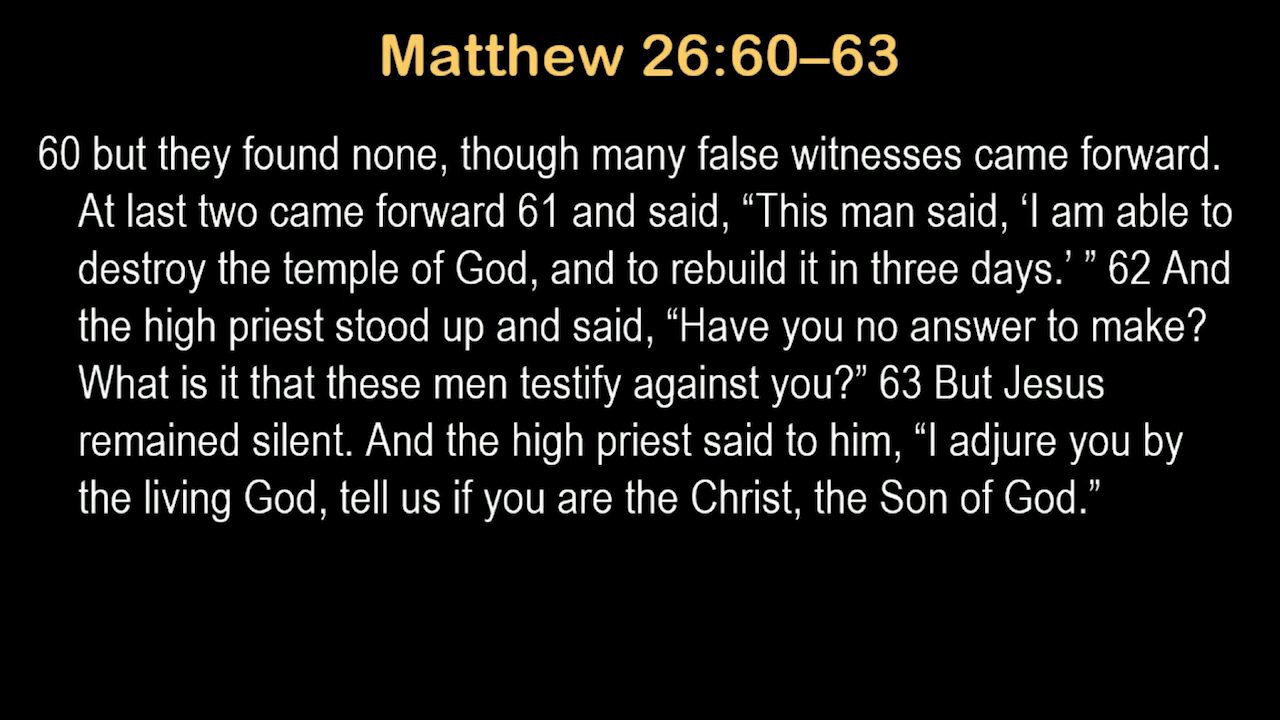 Matthew 26:60–63
60 but they found none, though many false witnesses came forward.
At last two came forward 61 and said, “This man said, ‘I am able to
destroy the temple of God, and to rebuild it in three days.’ ” 62 And
the high priest stood up and said, “Have you no answer to make?
What is it that these men testify against you?” 63 But Jesus
remained silent. And the high priest said to him, “I adjure you by
the living God, tell us if you are the Christ, the Son of God.”